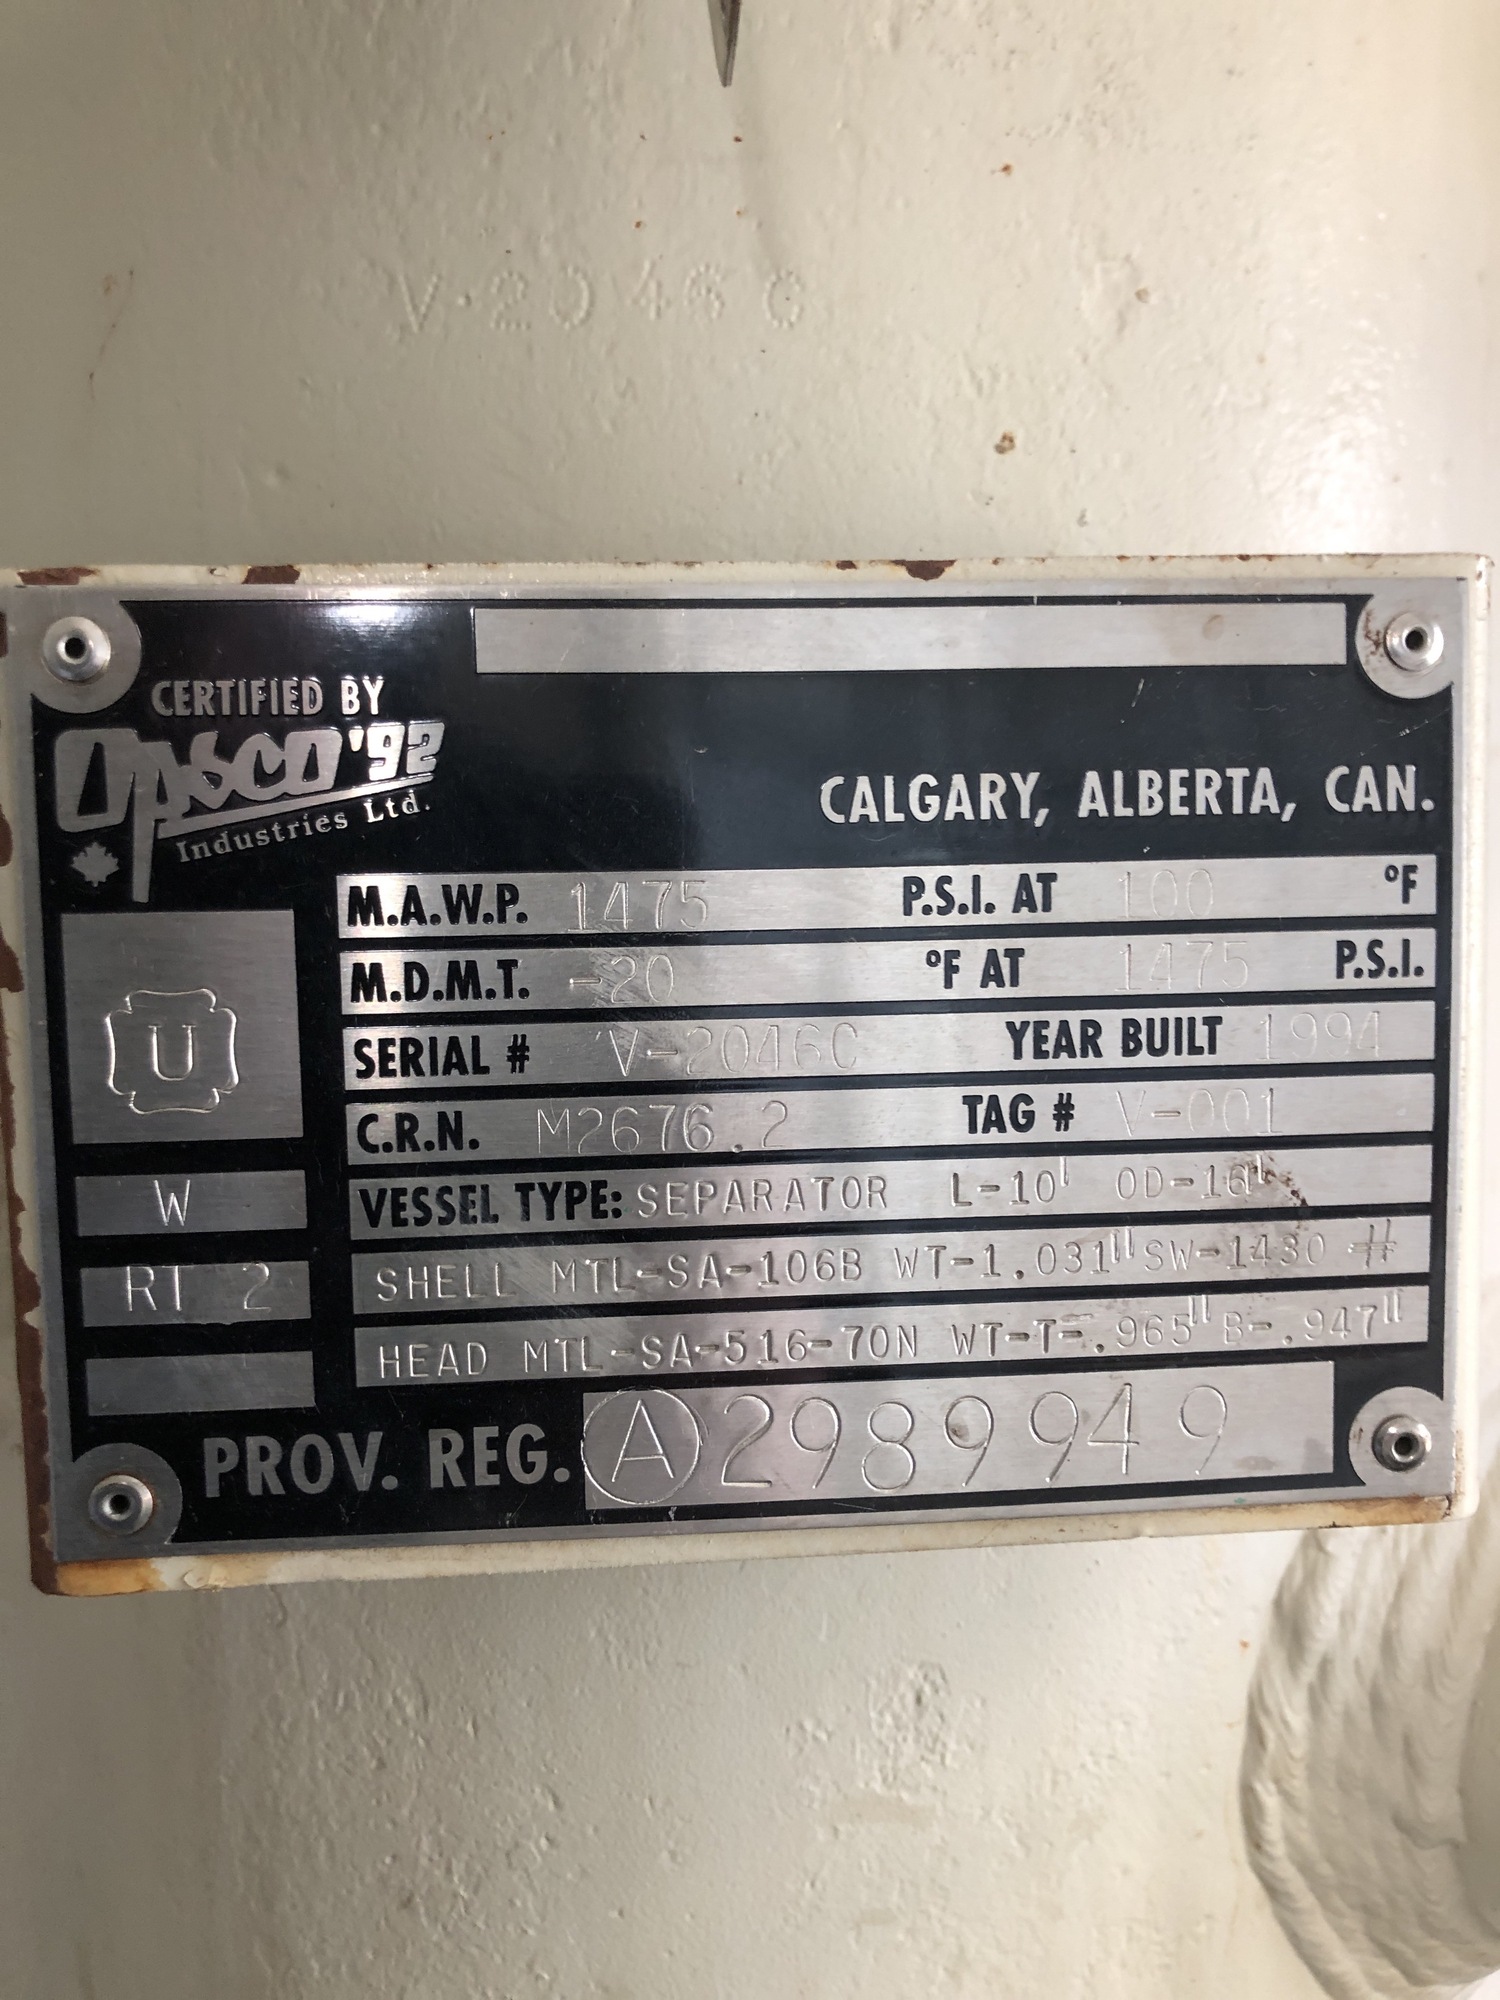 V-2046C
CERTIFIED BY
OPSCO '92
Industries Ltd.
CALGARY, ALBERTA, CAN.
M.A.W.P. 1475 P.S.I. AT 100 °F
M.D.M.T. -20 °F AT 1475 P.S.I.
U
SERIAL # V-2046C YEAR BUILT 1994
C.R.N. M2676.2 TAG # V-001
W
VESSEL TYPE: SEPARATOR L-10' OD-16"
RT 2
SHELL MTL-SA-106B WT-1.031" SW-1430 #
HEAD MTL-SA-516-70N WT-T-.965" B-.947"
PROV. REG. A 2989949